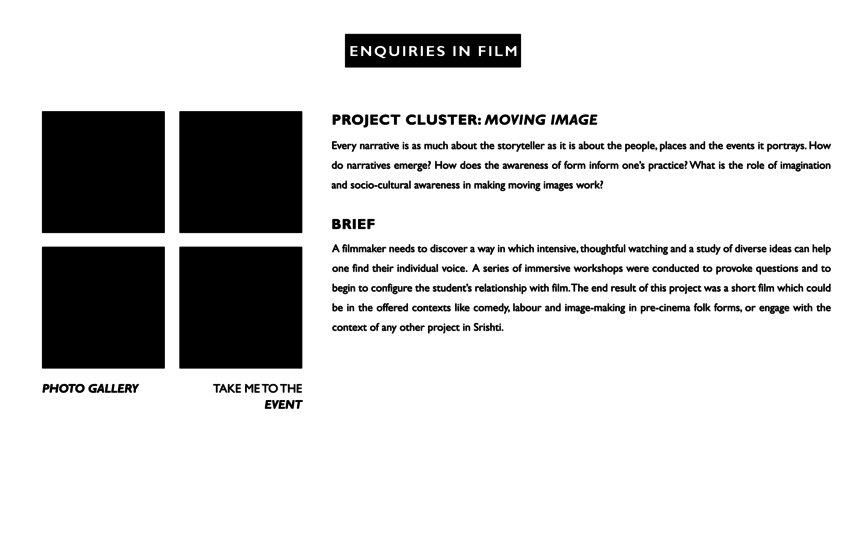 ENQUIRIES IN FILM
PROJECT CLUSTER: MOVING IMAGE
Every narrative is as much about the storyteller as it is about the people, places and the events it portrays. How
do narratives emerge? How does the awareness of form inform one's practice? What is the role of imagination
and socio-cultural awareness in making moving images work?
BRIEF
A filmmaker needs to discover a way in which intensive, thoughtful watching and a study of diverse ideas can help
one find their individual voice. A series of immersive workshops were conducted to provoke questions and to
begin to configure the student's relationship with film. The end result of this project was a short film which could
be in the offered contexts like comedy, labour and image-making in pre-cinema folk forms, or engage with the
context of any other project in Srishti.
PHOTO GALLERY
TAKE ME TO THE
EVENT